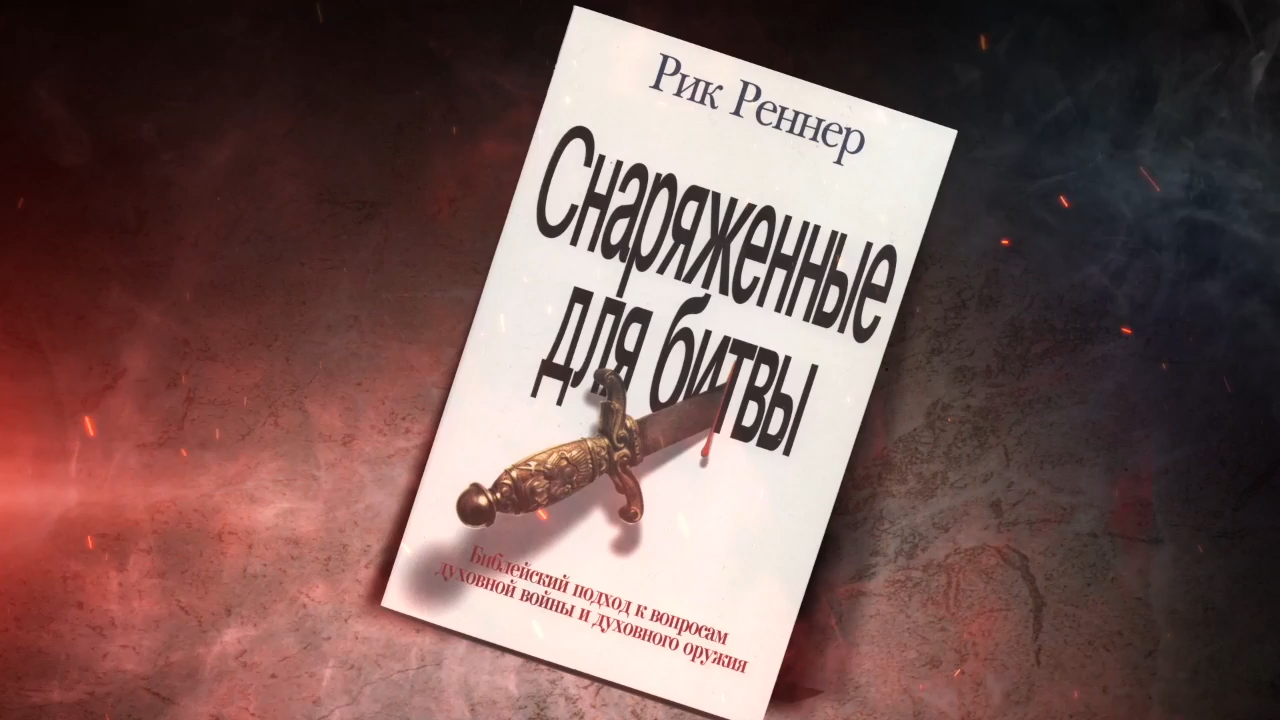 Рик Реннер
Снаряженные
для битвы
Библейский подход к вопросам
духовной войны и духовного оружия